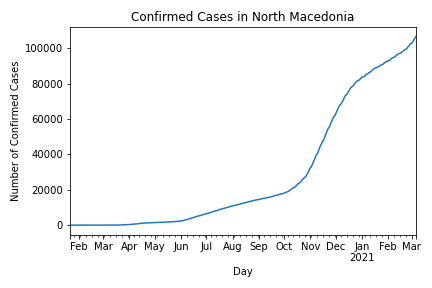 Confirmed Cases in North Macedonia
Number of Confirmed Cases
100000
80000
60000
40000
20000
0
Feb Mar Apr May Jun Jul Aug Sep Oct Nov Dec Jan Feb Mar
2021
Day